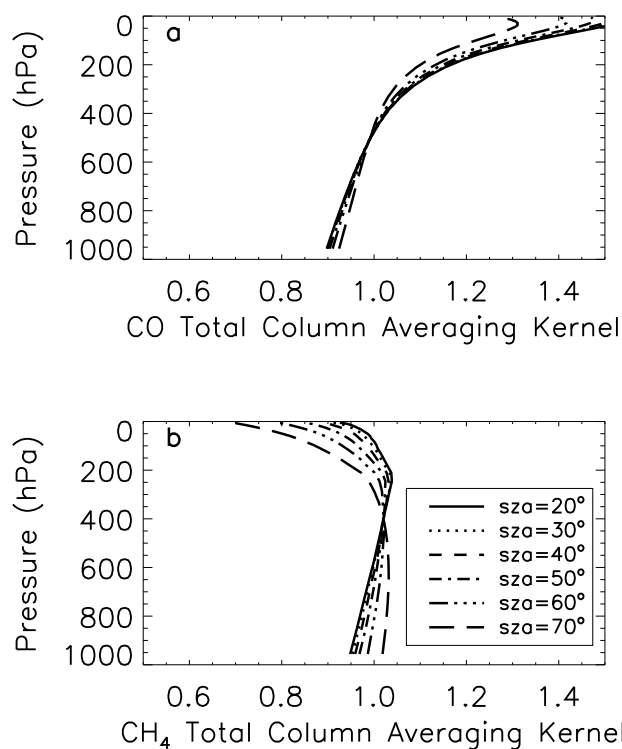 a
0
200
400
600
800
1000
Pressure (hPa)
0.6 0.8 1.0 1.2 1.4
CO Total Column Averaging Kernel
b
0
200
400
600
800
1000
Pressure (hPa)
sza=20°
sza=30°
sza=40°
sza=50°
sza=60°
sza=70°
0.6 0.8 1.0 1.2 1.4
CH₄ Total Column Averaging Kernel